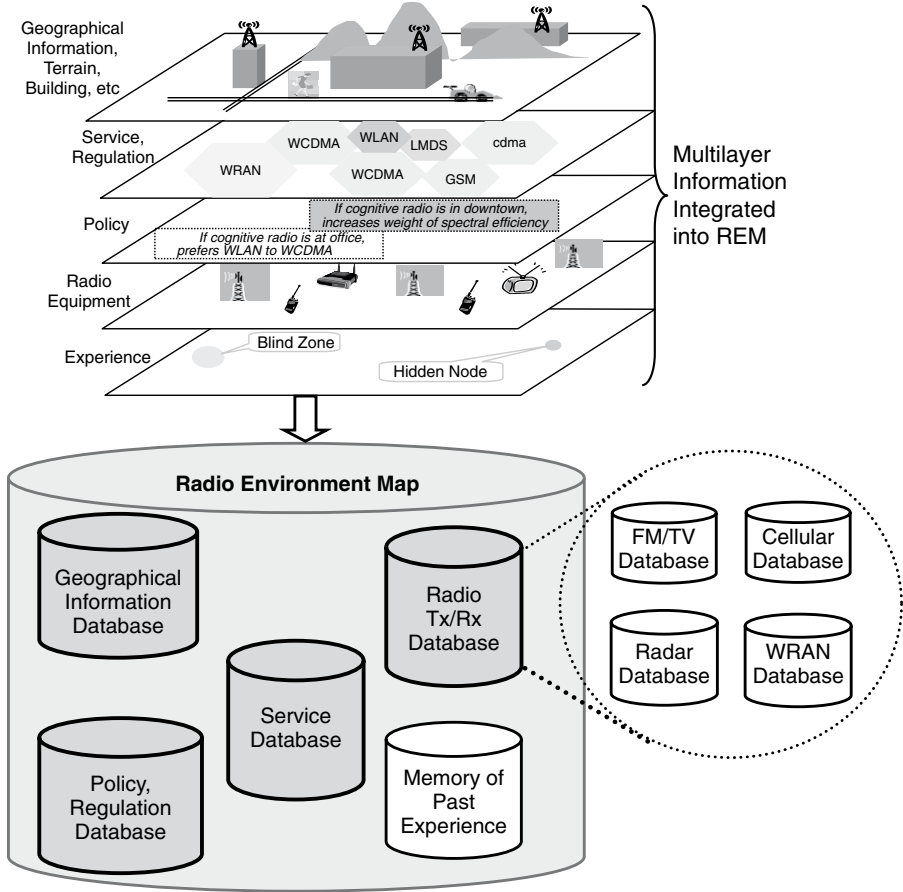 Geographical
Information,
Terrain,
Building, etc
Service,
Regulation
WCDMA
WLAN
LMDS
cdma
WRAN
WCDMA
GSM
Policy
If cognitive radio is in downtown,
increases weight of spectral efficiency
If cognitive radio is at office,
prefers WLAN to WCDMA
Radio
Equipment
Experience
Blind Zone
Hidden Node
Multilayer
Information
Integrated
into REM
Radio Environment Map
Geographical
Information
Database
Radio
Tx/Rx
Database
Service
Database
Policy,
Regulation
Database
Memory of
Past
Experience
FM/TV
Database
Cellular
Database
Radar
Database
WRAN
Database